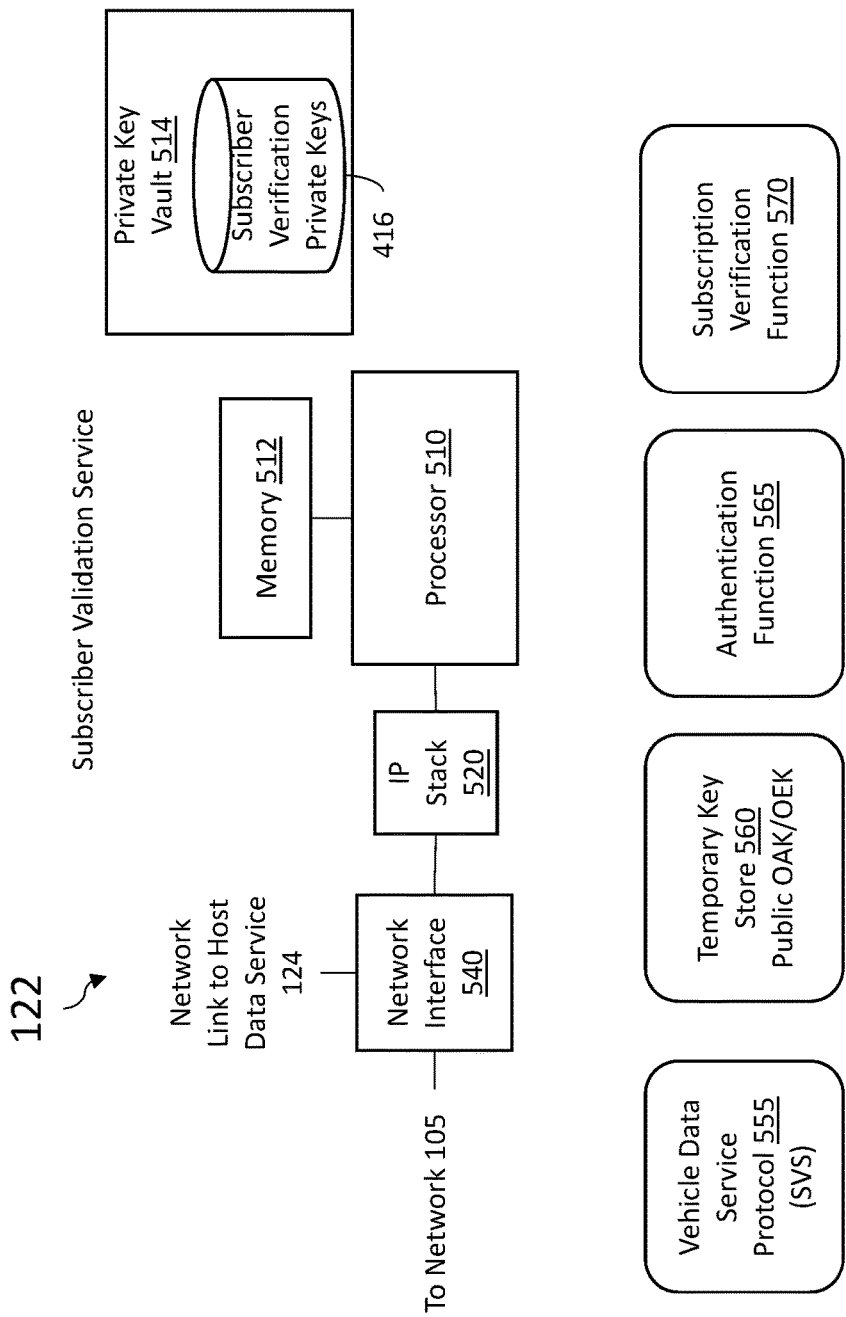 122
Subscriber Validation Service
Network
Link to Host
Data Service
124
To Network 105
Network
Interface
540
IP
Stack
520
Memory 512
Processor 510
Private Key
Vault 514
Subscriber
Verification
Private Keys
416
Vehicle Data
Service
Protocol 555
(SVS)
Temporary Key
Store 560
Public OAK/OEK
Authentication
Function 565
Subscription
Verification
Function 570